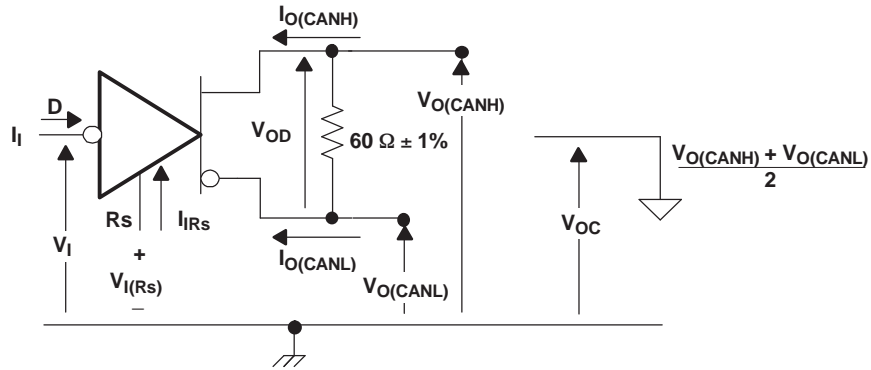 I_O(CANH)
D
I_I
V_OD
60 Ω ± 1%
V_O(CANH)
V_O(CANH) + V_O(CANL)
2
V_OC
Rs
I_IRs
V_I
+
V_I(Rs)
–
I_O(CANL)
V_O(CANL)